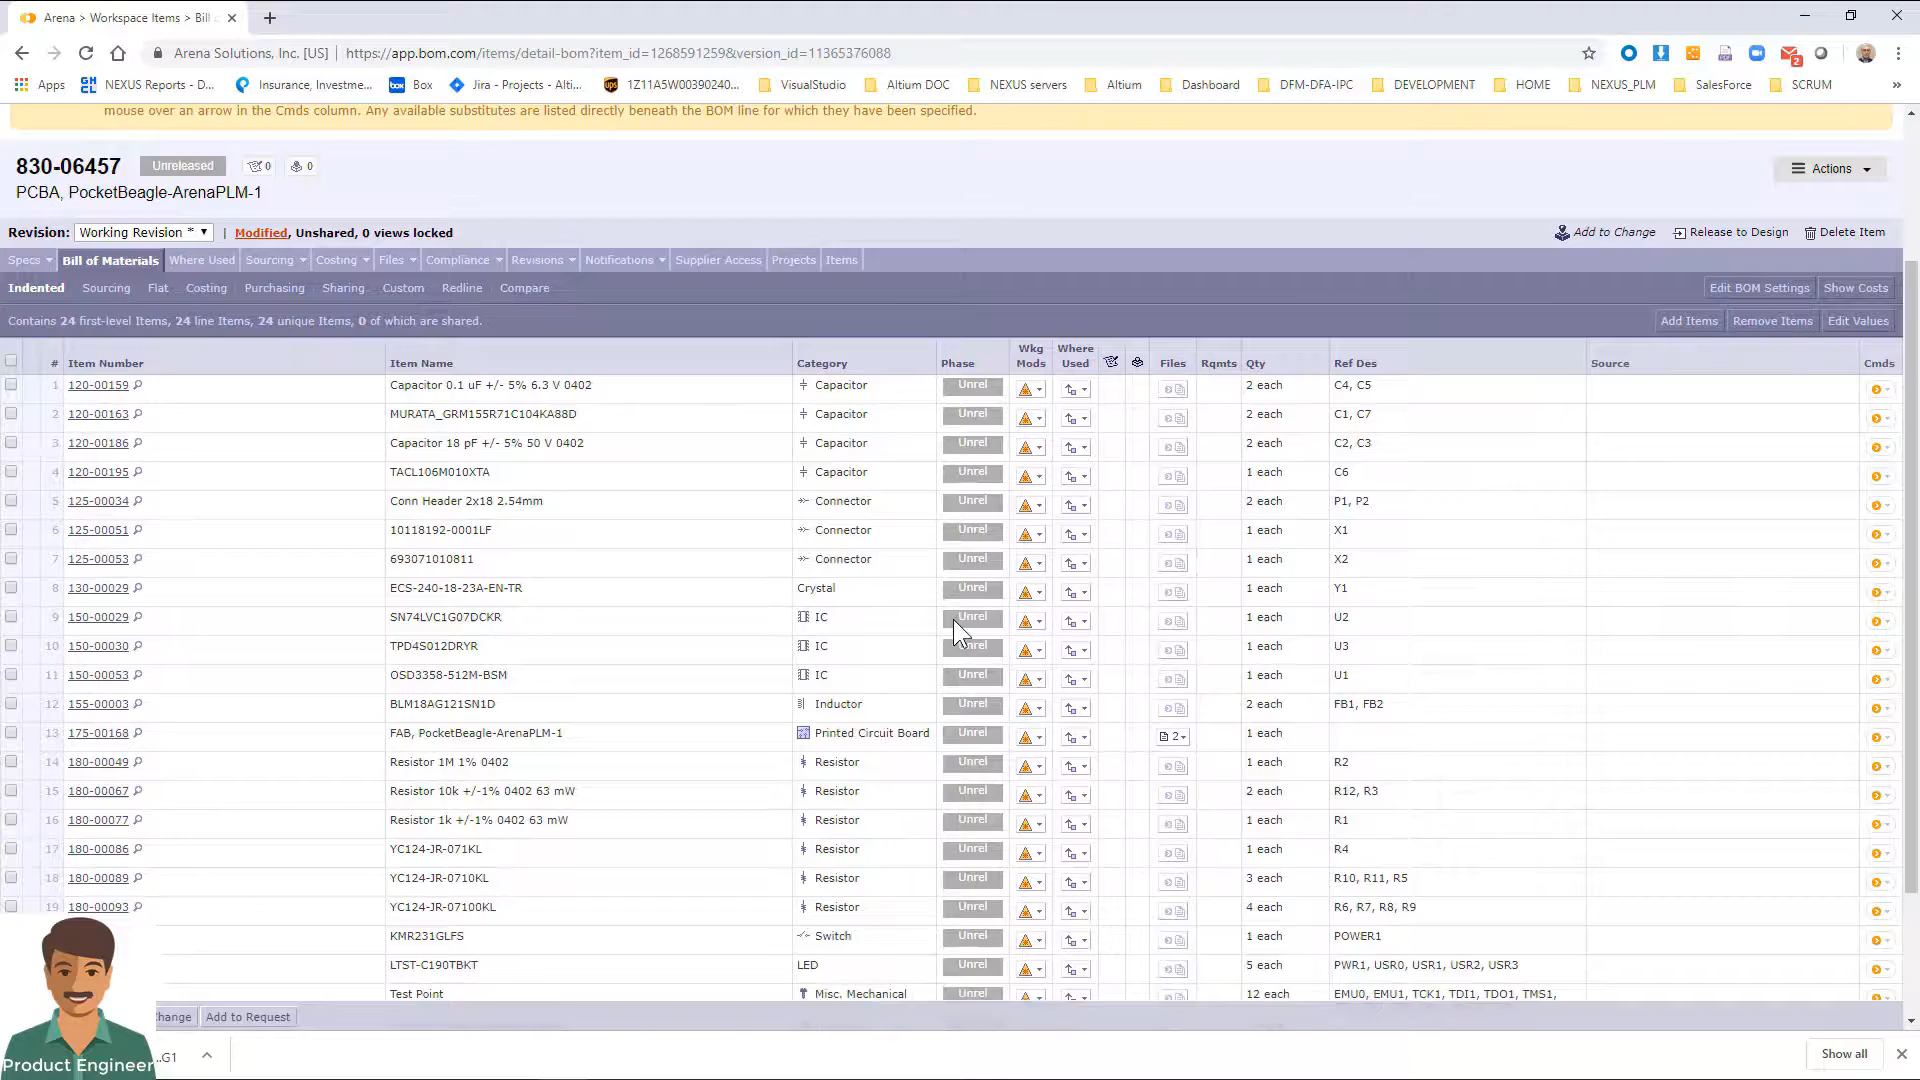 Arena > Workspace Items > Bill
Arena Solutions, Inc. [US] https://app.bom.com/items/detail-bom?item_id=1268591259&version_id=11365376088
Apps NEXUS Reports - D... Insurance, Investme... Box Jira - Projects - Alti... 1Z11A5W00390240... VisualStudio Altium DOC NEXUS servers Altium Dashboard DFM-DFA-IPC DEVELOPMENT HOME NEXUS_PLM SalesForce SCRUM
mouse over an arrow in the Cmds column. Any available substitutes are listed directly beneath the BOM line for which they have been specified.
830-06457 Unreleased 0 0
Actions
PCBA, PocketBeagle-ArenaPLM-1
Revision: Working Revision * | Modified, Unshared, 0 views locked
Add to Change Release to Design Delete Item
Specs Bill of Materials Where Used Sourcing Costing Files Compliance Revisions Notifications Supplier Access Projects Items
Indented Sourcing Flat Costing Purchasing Sharing Custom Redline Compare
Edit BOM Settings Show Costs
Contains 24 first-level Items, 24 line Items, 24 unique Items, 0 of which are shared.
Add Items Remove Items Edit Values
# Item Number Item Name Category Phase Wkg Mods Where Used Files Rqmts Qty Ref Des Source Cmds
1 120-00159 Capacitor 0.1 uF +/- 5% 6.3 V 0402 Capacitor Unrel 2 each C4, C5
2 120-00163 MURATA_GRM155R71C104KA88D Capacitor Unrel 2 each C1, C7
3 120-00186 Capacitor 18 pF +/- 5% 50 V 0402 Capacitor Unrel 2 each C2, C3
4 120-00195 TACL106M010XTA Capacitor Unrel 1 each C6
5 125-00034 Conn Header 2x18 2.54mm Connector Unrel 2 each P1, P2
6 125-00051 10118192-0001LF Connector Unrel 1 each X1
7 125-00053 693071010811 Connector Unrel 1 each X2
8 130-00029 ECS-240-18-23A-EN-TR Crystal Unrel 1 each Y1
9 150-00029 SN74LVC1G07DCKR IC Unrel 1 each U2
10 150-00030 TPD4S012DRYR IC Unrel 1 each U3
11 150-00053 OSD3358-512M-BSM IC Unrel 1 each U1
12 155-00003 BLM18AG121SN1D Inductor Unrel 2 each FB1, FB2
13 175-00168 FAB, PocketBeagle-ArenaPLM-1 Printed Circuit Board Unrel 2 1 each
14 180-00049 Resistor 1M 1% 0402 Resistor Unrel 1 each R2
15 180-00067 Resistor 10k +/-1% 0402 63 mW Resistor Unrel 2 each R12, R3
16 180-00077 Resistor 1k +/-1% 0402 63 mW Resistor Unrel 1 each R1
17 180-00086 YC124-JR-071KL Resistor Unrel 1 each R4
18 180-00089 YC124-JR-0710KL Resistor Unrel 3 each R10, R11, R5
19 180-00093 YC124-JR-07100KL Resistor Unrel 4 each R6, R7, R8, R9
KMR231GLFS Switch Unrel 1 each POWER1
LTST-C190TBKT LED Unrel 5 each PWR1, USR0, USR1, USR2, USR3
Test Point Misc. Mechanical Unrel 12 each EMU0, EMU1, TCK1, TDI1, TDO1, TMS1,
hange Add to Request
..G1
Show all
Product Engineer